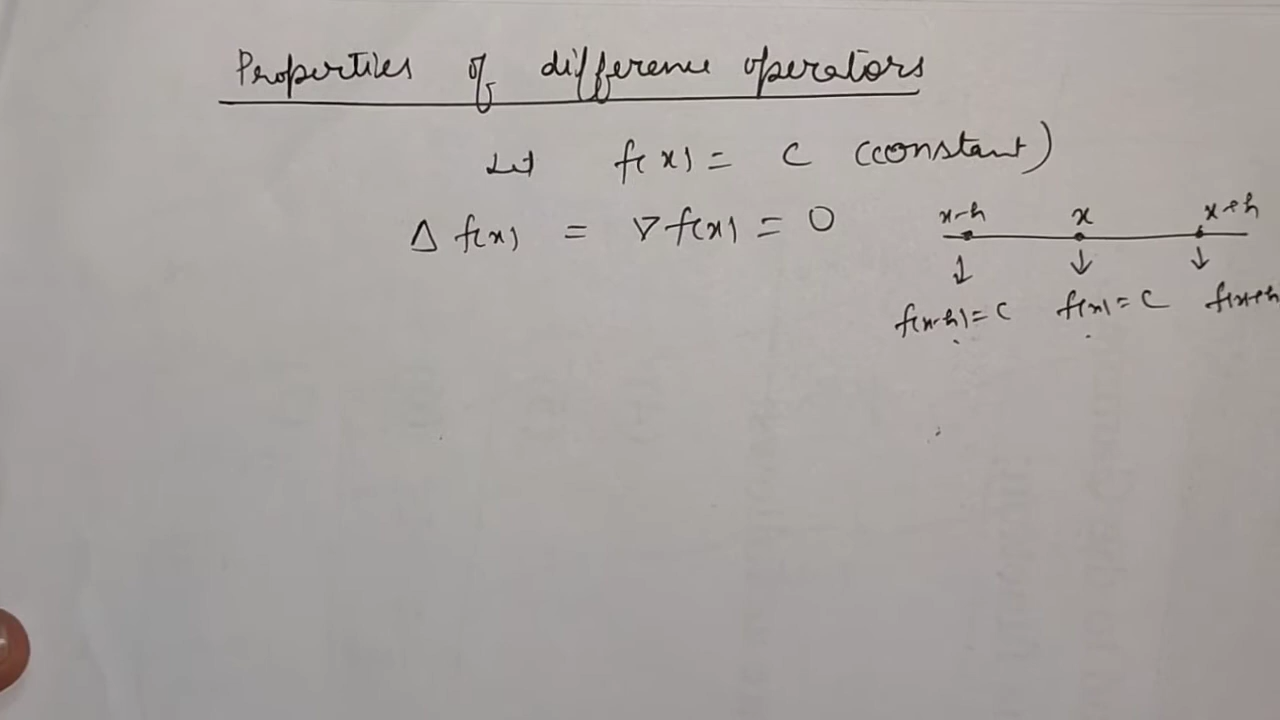 Properties of difference operators
Let f(x) = C (constant)
Δ f(x) = ∇ f(x) = 0
x-h x x+h
↓ ↓ ↓
f(x-h) = C f(x) = C f(x+h